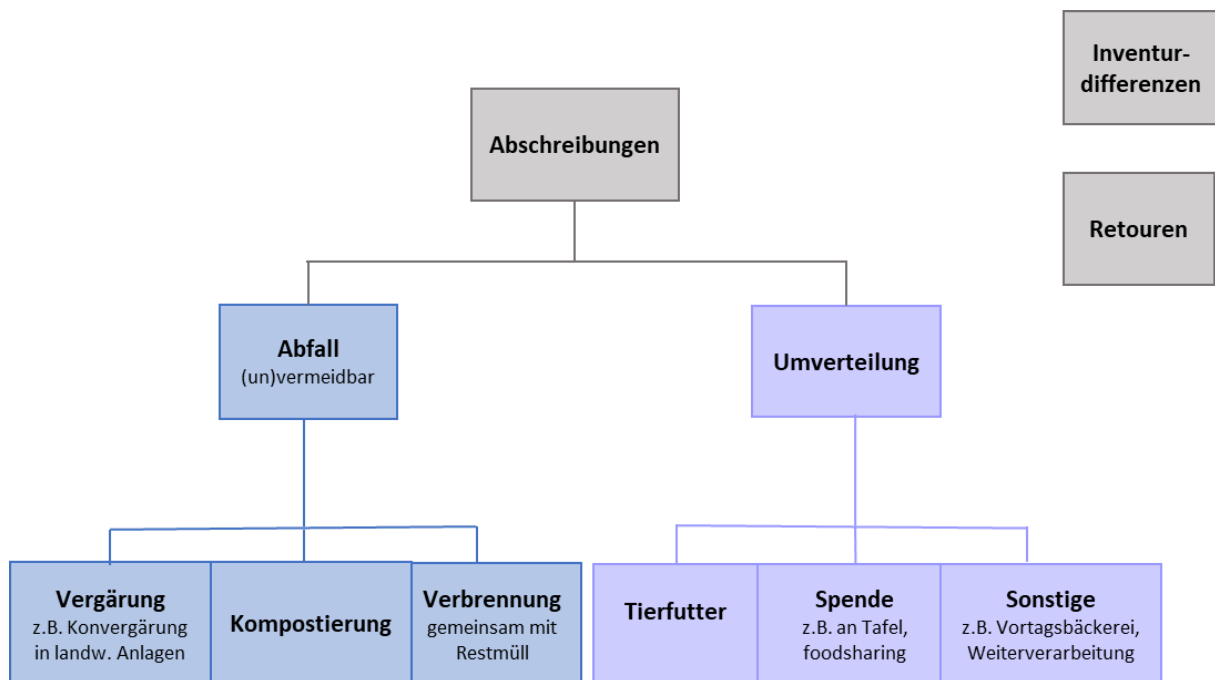 Inventur-
differenzen
Abschreibungen
Retouren
Abfall
(un)vermeidbar
Umverteilung
Vergärung
z.B. Konvergärung
in landw. Anlagen
Kompostierung
Verbrennung
gemeinsam mit
Restmüll
Tierfutter
Spende
z.B. an Tafel,
foodsharing
Sonstige
z.B. Vortagsbäckerei,
Weiterverarbeitung